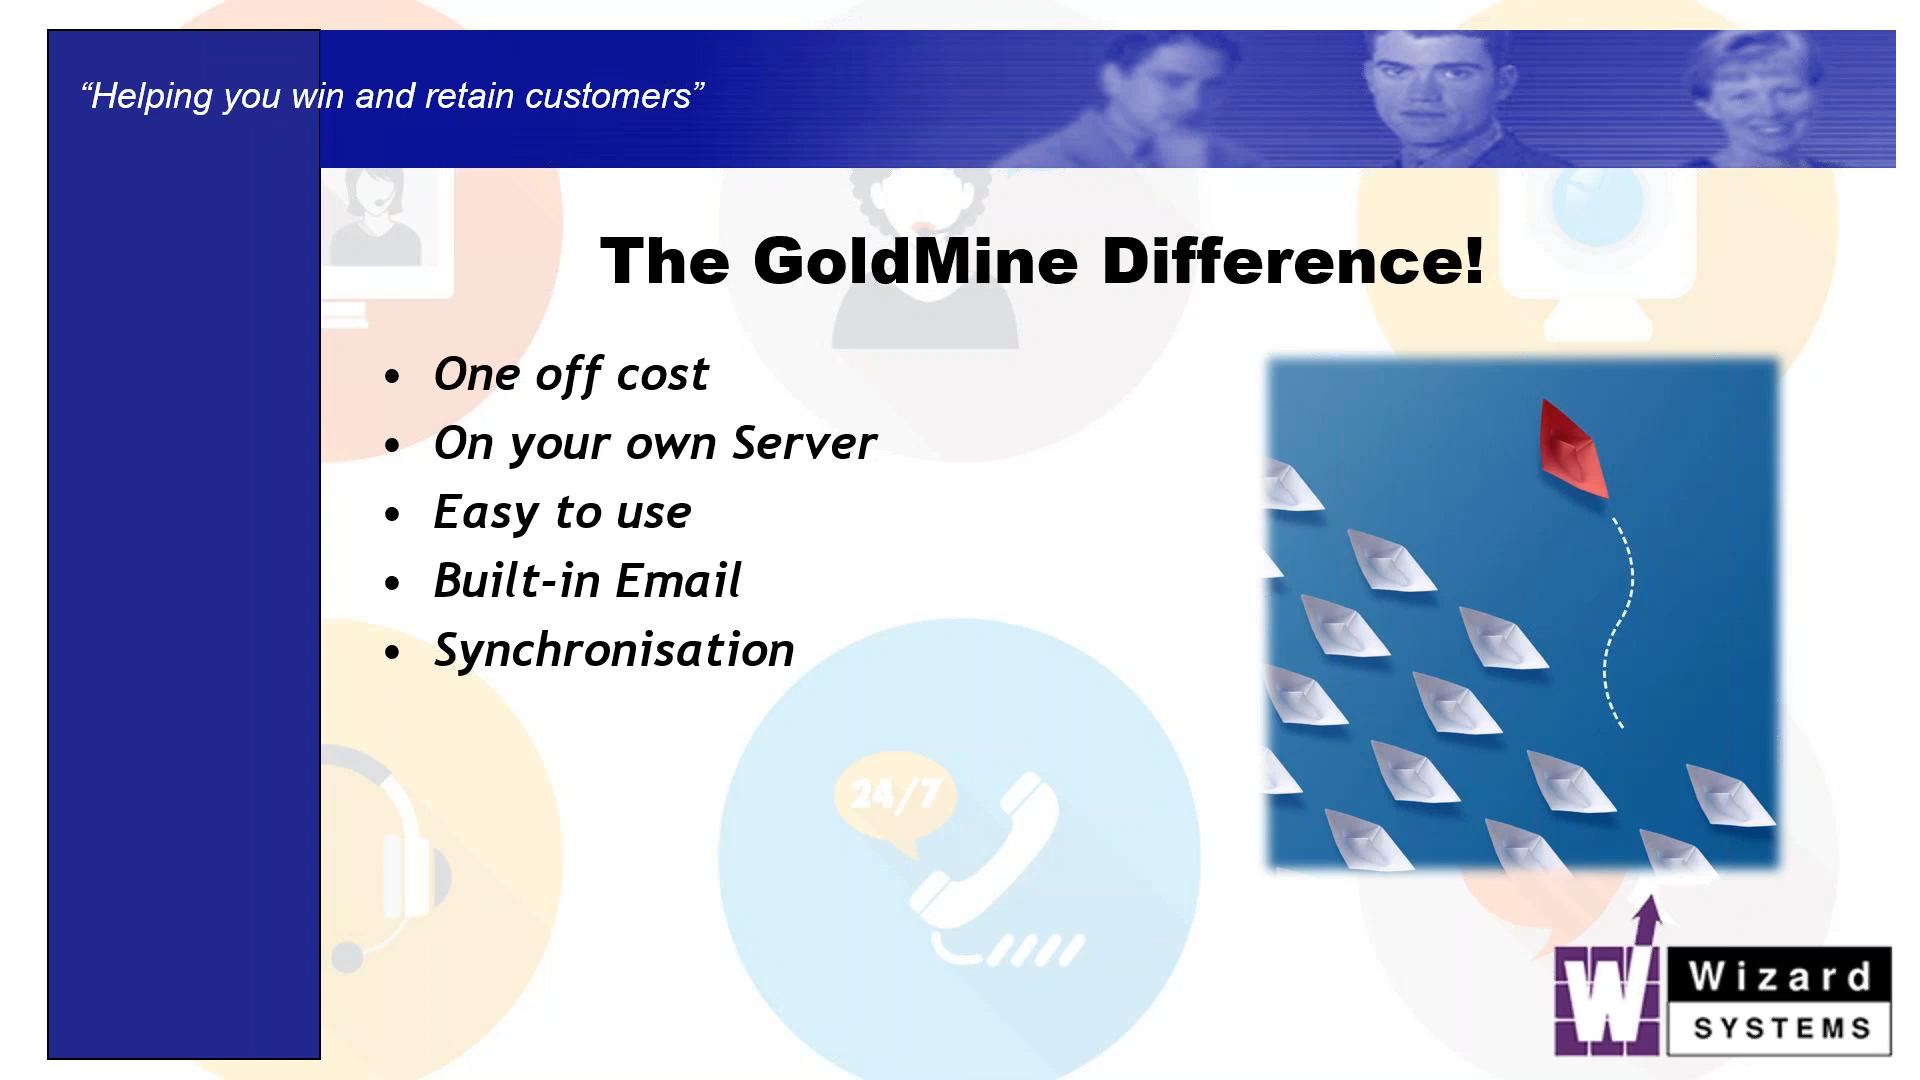 “Helping you win and retain customers”
The GoldMine Difference!
• One off cost
• On your own Server
• Easy to use
• Built-in Email
• Synchronisation
24/7
W Wizard
SYSTEMS